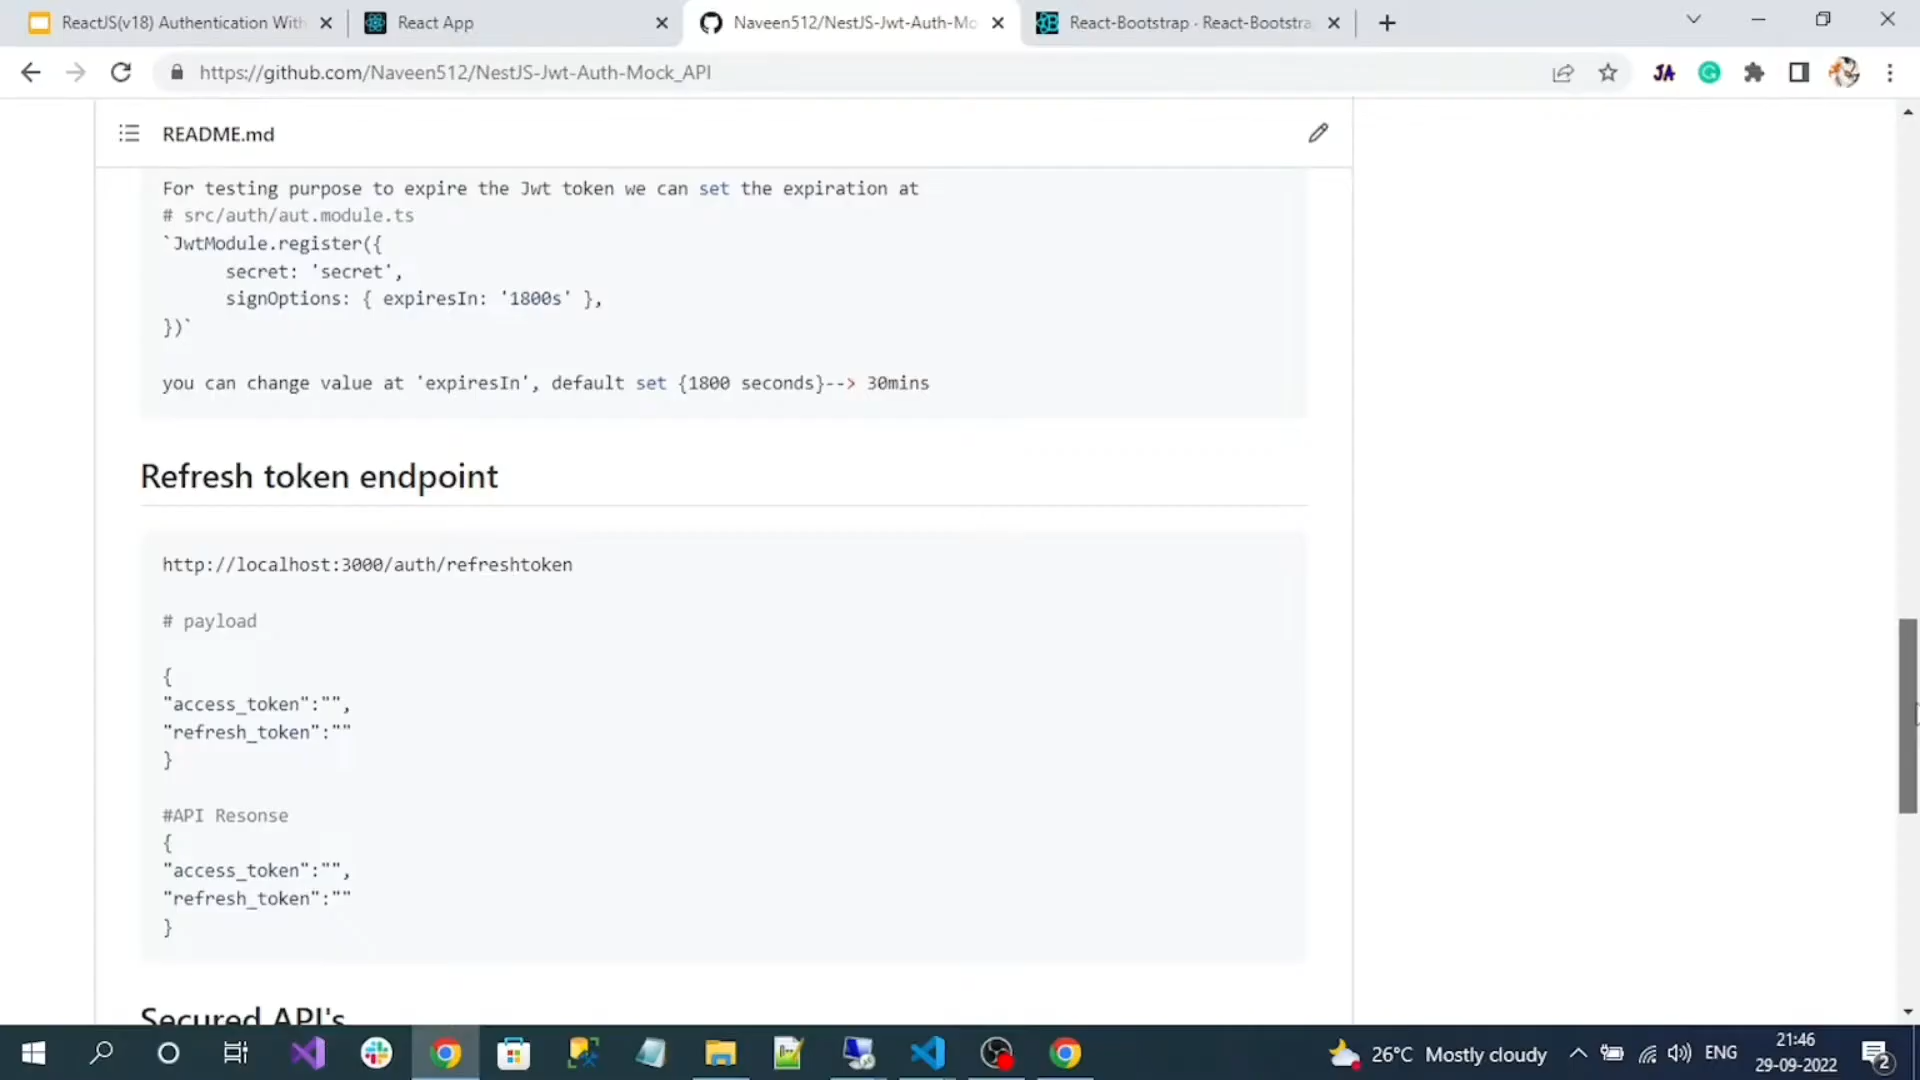 ReactJS(v18) Authentication With
React App
Naveen512/NestJS-Jwt-Auth-Mo
React-Bootstrap · React-Bootstra
https://github.com/Naveen512/NestJS-Jwt-Auth-Mock_API
JA
README.md
For testing purpose to expire the Jwt token we can set the expiration at
# src/auth/aut.module.ts
`JwtModule.register({
secret: 'secret',
signOptions: { expiresIn: '1800s' },
})`
you can change value at 'expiresIn', default set {1800 seconds}--> 30mins
Refresh token endpoint
http://localhost:3000/auth/refreshtoken
# payload
{
"access_token":"",
"refresh_token":""
}
#API Resonse
{
"access_token":"",
"refresh_token":""
}
Secured API's
26°C Mostly cloudy
ENG
21:46
29-09-2022
2